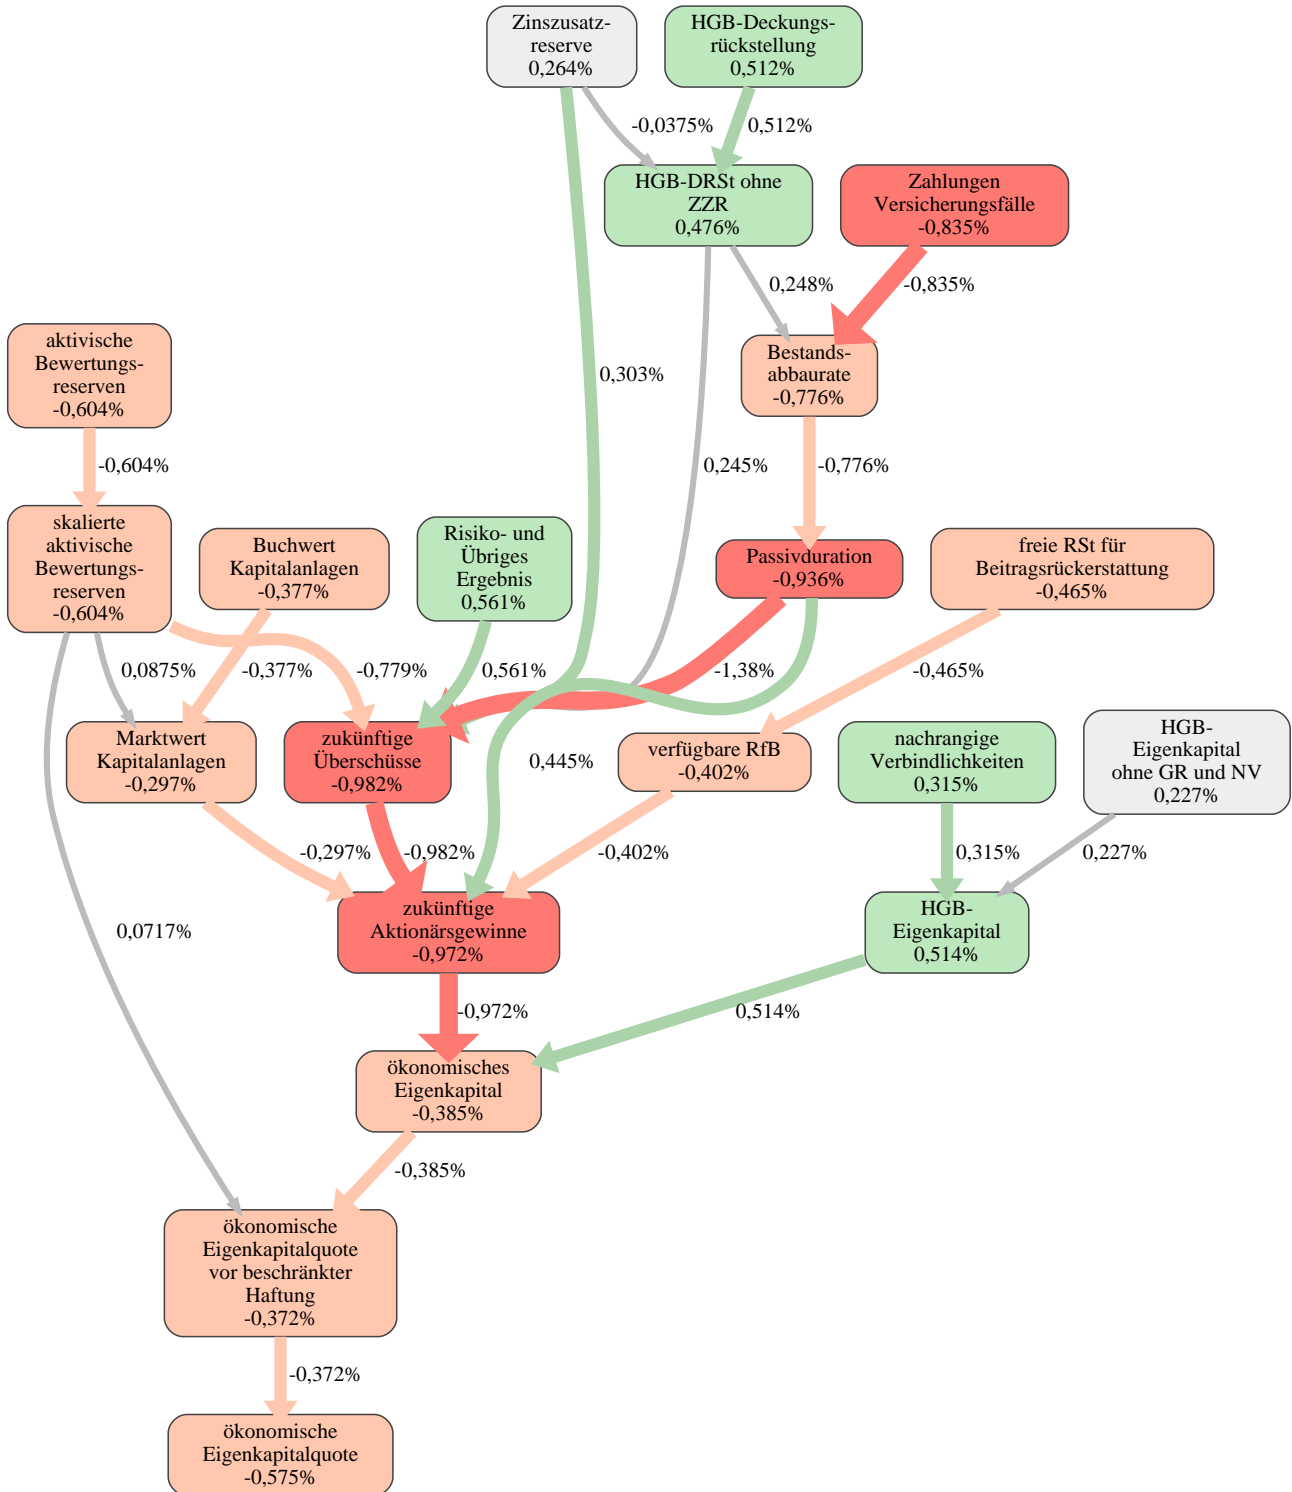 Zinszusatz-
reserve
0,264%
HGB-Deckungs-
rückstellung
0,512%
-0,0375%
0,512%
HGB-DRSt ohne
ZZR
0,476%
Zahlungen
Versicherungsfälle
-0,835%
0,248%
-0,835%
aktivische
Bewertungs-
reserven
-0,604%
Bestands-
abbaurate
-0,776%
0,303%
-0,604%
0,245%
-0,776%
skalierte
aktivische
Bewertungs-
reserven
-0,604%
Buchwert
Kapitalanlagen
-0,377%
Risiko- und
Übriges
Ergebnis
0,561%
Passivduration
-0,936%
freie RSt für
Beitragsrückerstattung
-0,465%
0,0875%
-0,377%
-0,779%
0,561%
-1,38%
-0,465%
Marktwert
Kapitalanlagen
-0,297%
zukünftige
Überschüsse
-0,982%
0,445%
verfügbare RfB
-0,402%
nachrangige
Verbindlichkeiten
0,315%
HGB-
Eigenkapital
ohne GR und NV
0,227%
-0,297%
-0,982%
-0,402%
0,315%
0,227%
0,0717%
zukünftige
Aktionärsgewinne
-0,972%
HGB-
Eigenkapital
0,514%
-0,972%
0,514%
ökonomisches
Eigenkapital
-0,385%
-0,385%
ökonomische
Eigenkapitalquote
vor beschränkter
Haftung
-0,372%
-0,372%
ökonomische
Eigenkapitalquote
-0,575%